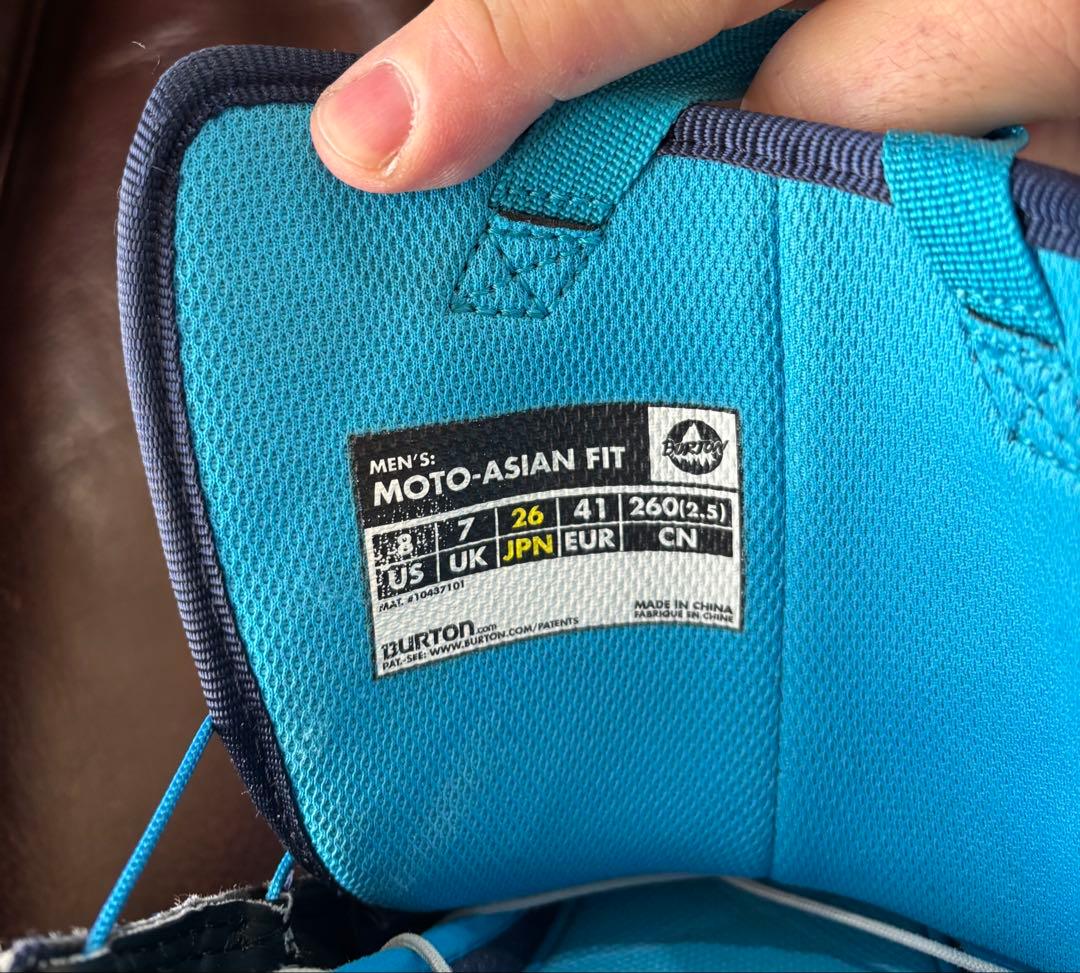 MEN'S:
MOTO-ASIAN FIT
BURTON
8 7 26 41 260(2.5)
US UK JPN EUR CN
MAT. #10437101
BURTON.com
PAT.-SEE: WWW.BURTON.COM/PATENTS
MADE IN CHINA
FABRIQUÉ EN CHINE